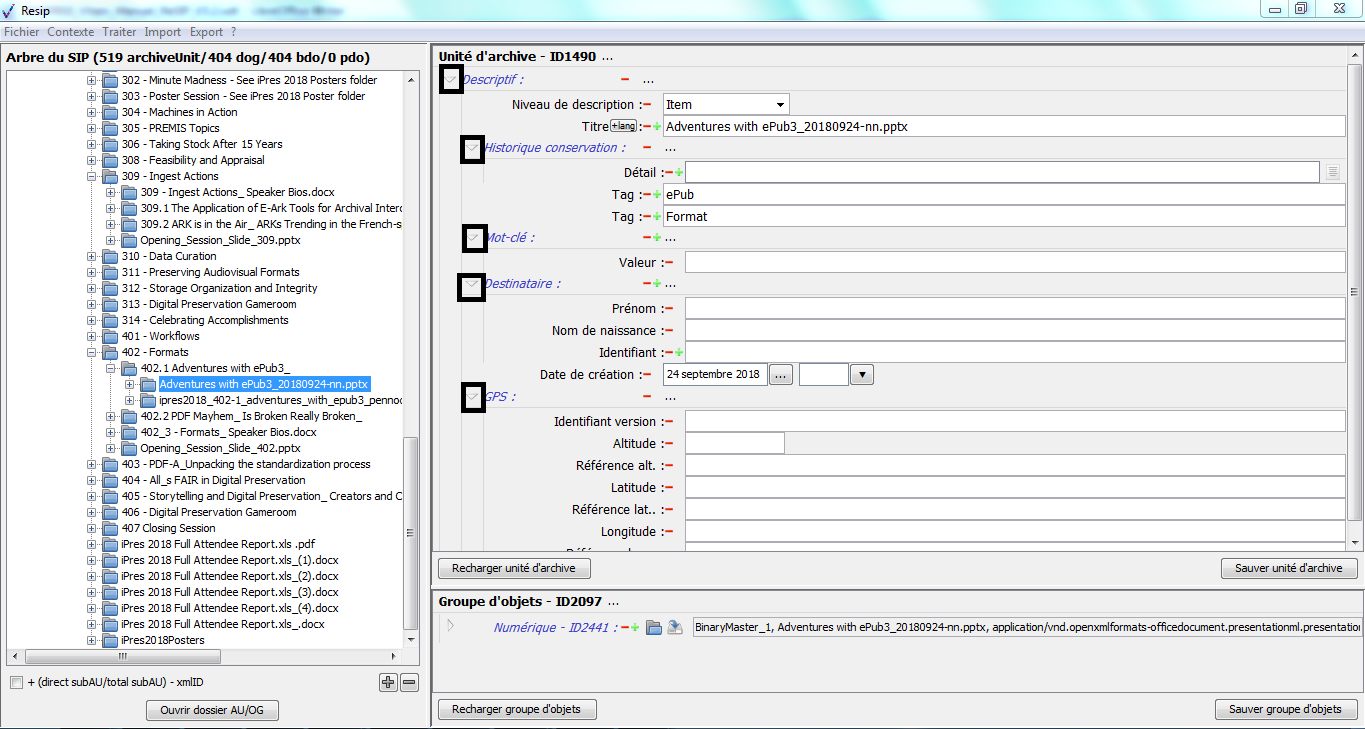 Resip
Fichier Contexte Traiter Import Export ?
Arbre du SIP (519 archiveUnit/404 dog/404 bdo/0 pdo)
302 - Minute Madness - See iPres 2018 Posters folder
303 - Poster Session - See iPres 2018 Poster folder
304 - Machines in Action
305 - PREMIS Topics
306 - Taking Stock After 15 Years
308 - Feasibility and Appraisal
309 - Ingest Actions
309 - Ingest Actions_ Speaker Bios.docx
309.1 The Application of E-Ark Tools for Archival Interc
309.2 ARK is in the Air_ ARKs Trending in the French-s
Opening_Session_Slide_309.pptx
310 - Data Curation
311 - Preserving Audiovisual Formats
312 - Storage Organization and Integrity
313 - Digital Preservation Gameroom
314 - Celebrating Accomplishments
401 - Workflows
402 - Formats
402.1 Adventures with ePub3_
Adventures with ePub3_20180924-nn.pptx
ipres2018_402-1_adventures_with_epub3_pennoc
402.2 PDF Mayhem_ Is Broken Really Broken_
402_3 - Formats_ Speaker Bios.docx
Opening_Session_Slide_402.pptx
403 - PDF-A_Unpacking the standardization process
404 - All_s FAIR in Digital Preservation
405 - Storytelling and Digital Preservation_ Creators and C
406 - Digital Preservation Gameroom
407 Closing Session
iPres 2018 Full Attendee Report.xls .pdf
iPres 2018 Full Attendee Report.xls_(1).docx
iPres 2018 Full Attendee Report.xls_(2).docx
iPres 2018 Full Attendee Report.xls_(3).docx
iPres 2018 Full Attendee Report.xls_(4).docx
iPres 2018 Full Attendee Report.xls_.docx
iPres2018Posters
+ (direct subAU/total subAU) - xmlID
Ouvrir dossier AU/OG
Unité d'archive - ID1490 ...
Descriptif : - ...
Niveau de description : - Item
Titre +lang : - + Adventures with ePub3_20180924-nn.pptx
Historique conservation : - ...
Détail : - +
Tag : - + ePub
Tag : - + Format
Mot-clé : - + ...
Valeur : -
Destinataire : - + ...
Prénom : -
Nom de naissance : -
Identifiant : - +
Date de création : - 24 septembre 2018 ...
GPS : - ...
Identifiant version : -
Altitude : -
Référence alt. : -
Latitude : -
Référence lat.. : -
Longitude : -
Recharger unité d'archive Sauver unité d'archive
Groupe d'objets - ID2097 ...
Numérique - ID2441 : - + BinaryMaster_1, Adventures with ePub3_20180924-nn.pptx, application/vnd.openxmlformats-officedocument.presentationml.presentation
Recharger groupe d'objets Sauver groupe d'objets